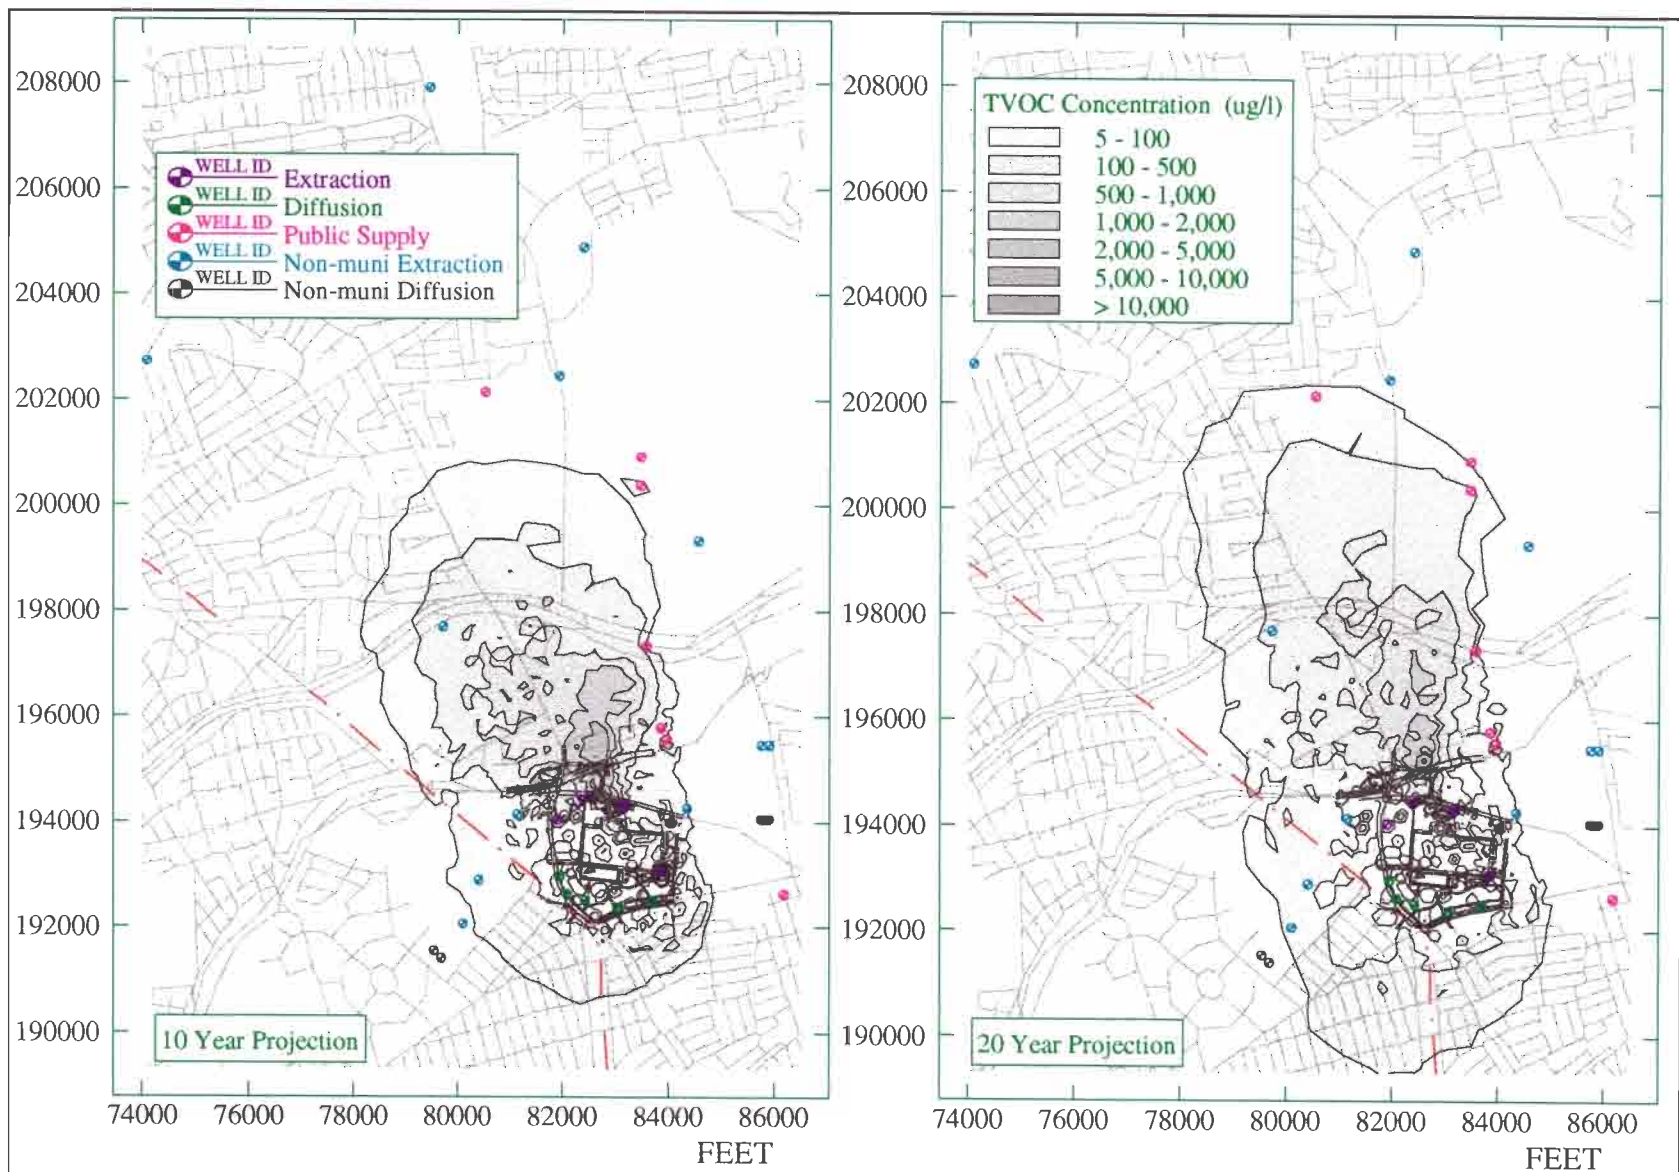 208000
206000
204000
202000
200000
198000
196000
194000
192000
190000
WELL ID Extraction
WELL ID Diffusion
WELL ID Public Supply
WELL ID Non-muni Extraction
WELL ID Non-muni Diffusion
10 Year Projection
74000 76000 78000 80000 82000 84000 86000
FEET
208000
206000
204000
202000
200000
198000
196000
194000
192000
190000
TVOC Concentration (ug/l)
5 - 100
100 - 500
500 - 1,000
1,000 - 2,000
2,000 - 5,000
5,000 - 10,000
> 10,000
20 Year Projection
74000 76000 78000 80000 82000 84000 86000
FEET